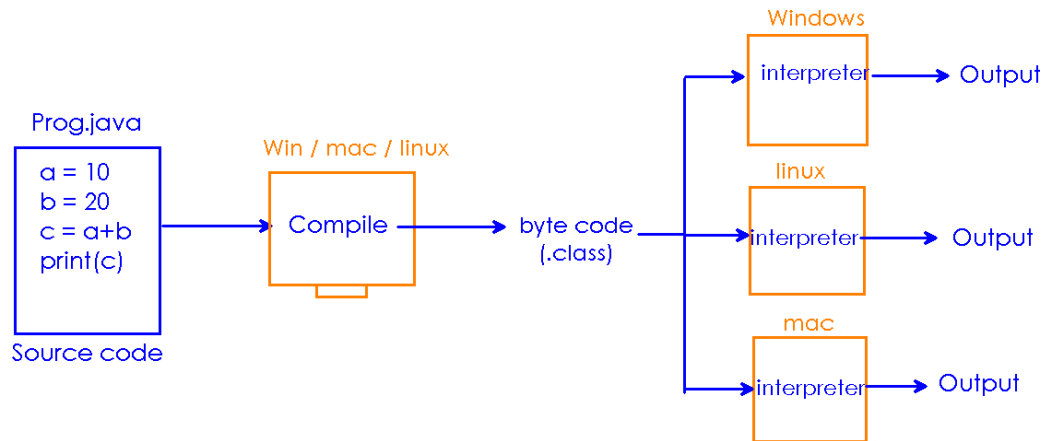 Prog.java
a = 10
b = 20
c = a+b
print(c)
Source code
Win / mac / linux
Compile
byte code
(.class)
Windows
interpreter
Output
linux
interpreter
Output
mac
interpreter
Output